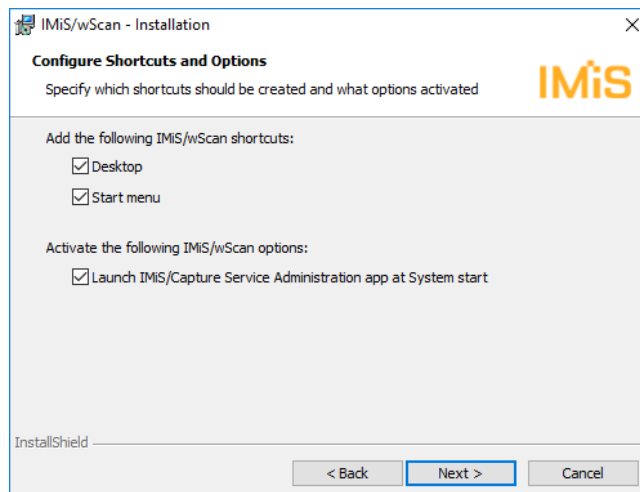 IMiS/wScan - Installation
Configure Shortcuts and Options
Specify which shortcuts should be created and what options activated
IMiS
Add the following IMiS/wScan shortcuts:
Desktop
Start menu
Activate the following IMiS/wScan options:
Launch IMiS/Capture Service Administration app at System start
InstallShield
< Back
Next >
Cancel